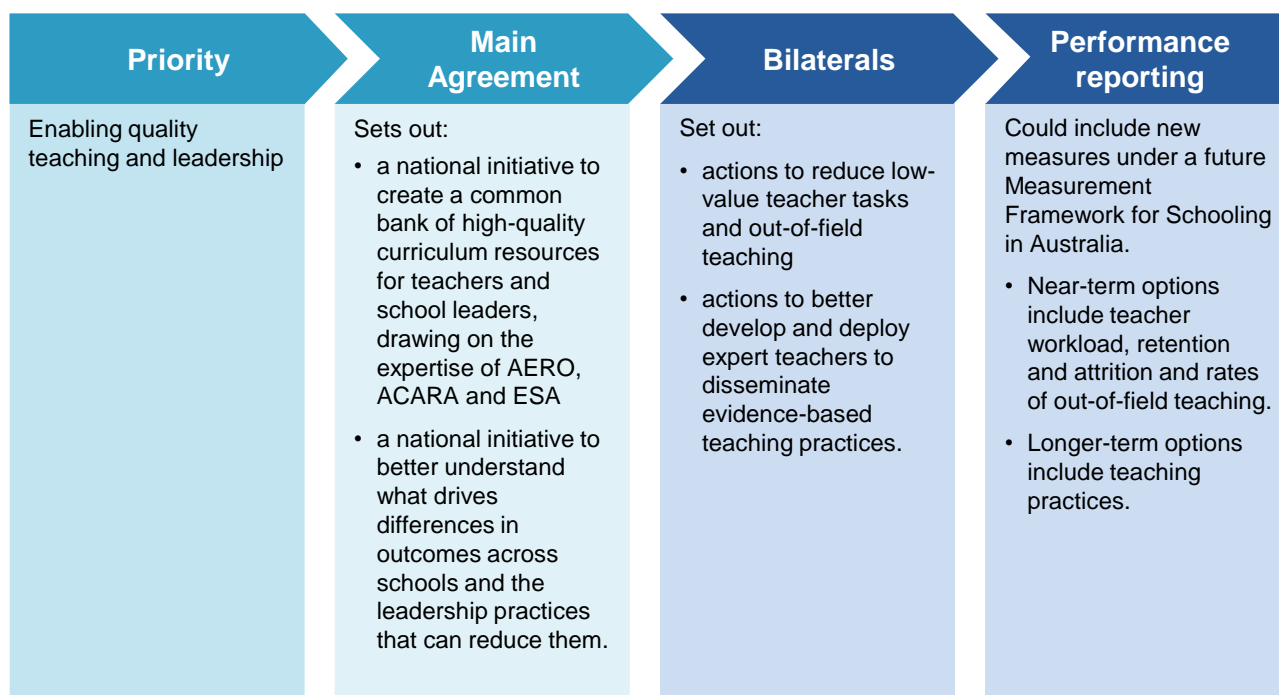 Priority
Main
Agreement
Bilaterals
Performance
reporting
Enabling quality
teaching and leadership
Sets out:
• a national initiative to
create a common
bank of high-quality
curriculum resources
for teachers and
school leaders,
drawing on the
expertise of AERO,
ACARA and ESA
• a national initiative to
better understand
what drives
differences in
outcomes across
schools and the
leadership practices
that can reduce them.
Set out:
• actions to reduce low-
value teacher tasks
and out-of-field
teaching
• actions to better
develop and deploy
expert teachers to
disseminate
evidence-based
teaching practices.
Could include new
measures under a future
Measurement
Framework for Schooling
in Australia.
• Near-term options
include teacher
workload, retention
and attrition and rates
of out-of-field teaching.
• Longer-term options
include teaching
practices.